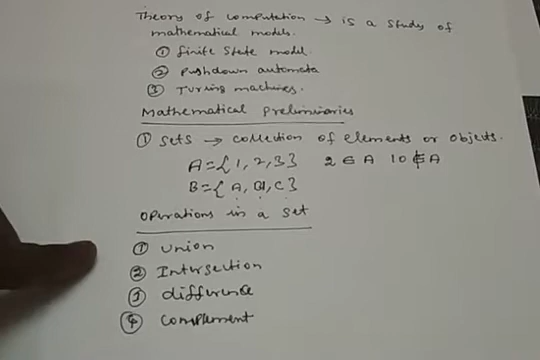 Theory of computation → is a study of
mathematical models.
① finite state model.
② pushdown automata
③ Turing machines.
Mathematical preliminaries
① sets → collection of elements or objects.
A={1,2,3} 2 ∈ A 10 ∉ A
B={A, B, C}
Operations in a set
① union
② Intersection
③ difference
④ complement